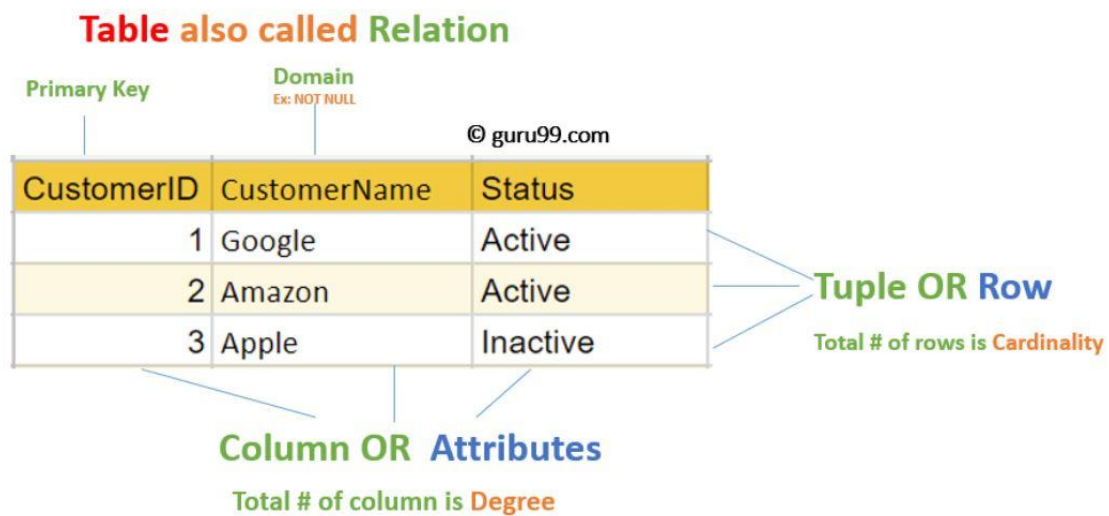 Table also called Relation
Primary Key
Domain
Ex: NOT NULL
© guru99.com
CustomerID CustomerName Status
1 Google Active
2 Amazon Active
3 Apple Inactive
Tuple OR Row
Total # of rows is Cardinality
Column OR Attributes
Total # of column is Degree